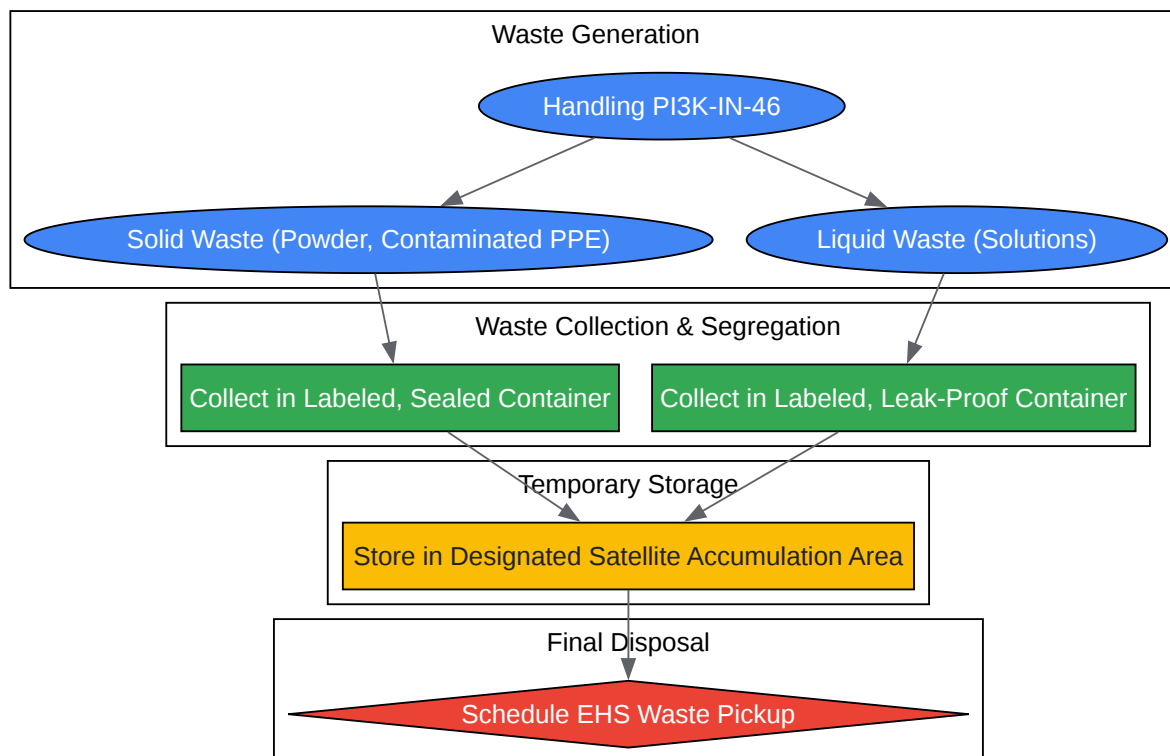 Waste Generation
Handling PI3K-IN-46
Solid Waste (Powder, Contaminated PPE)
Liquid Waste (Solutions)
Waste Collection & Segregation
Collect in Labeled, Sealed Container
Collect in Labeled, Leak-Proof Container
Temporary Storage
Store in Designated Satellite Accumulation Area
Final Disposal
Schedule EHS Waste Pickup